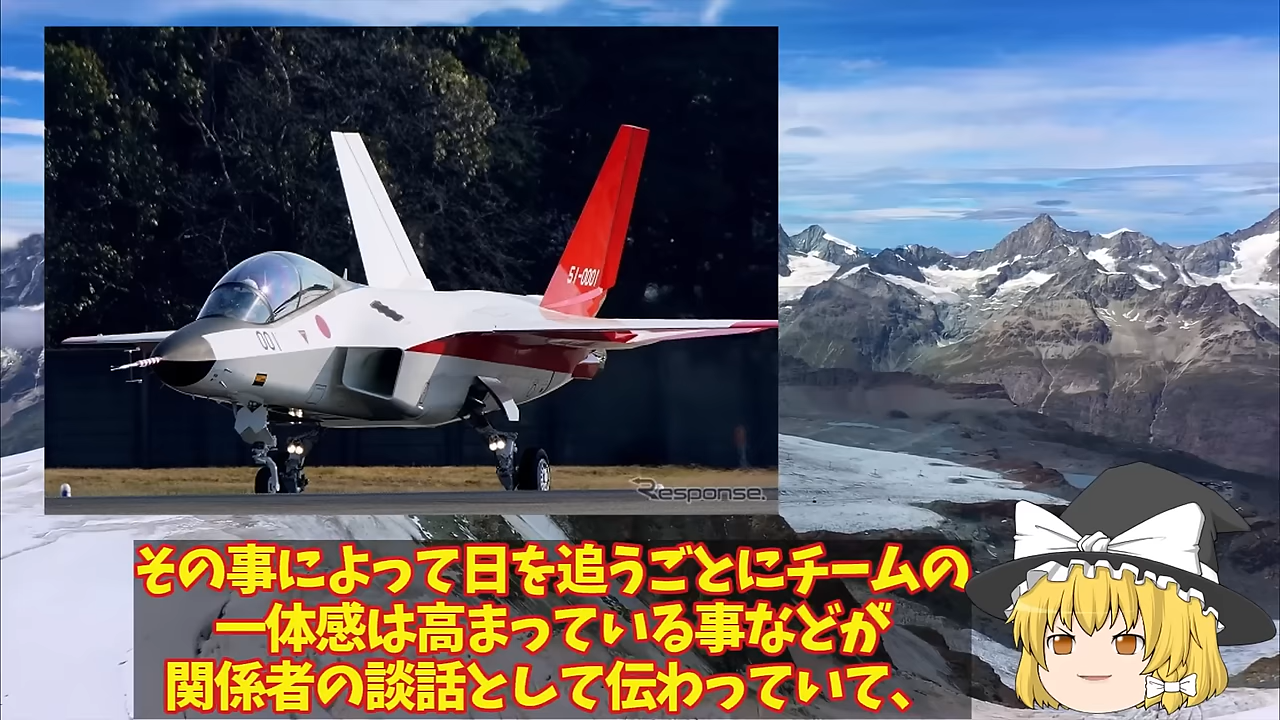 51-0001
001
Response.
その事によって日を追うごとにチームの
一体感は高まっている事などが
関係者の談話として伝わっていて、